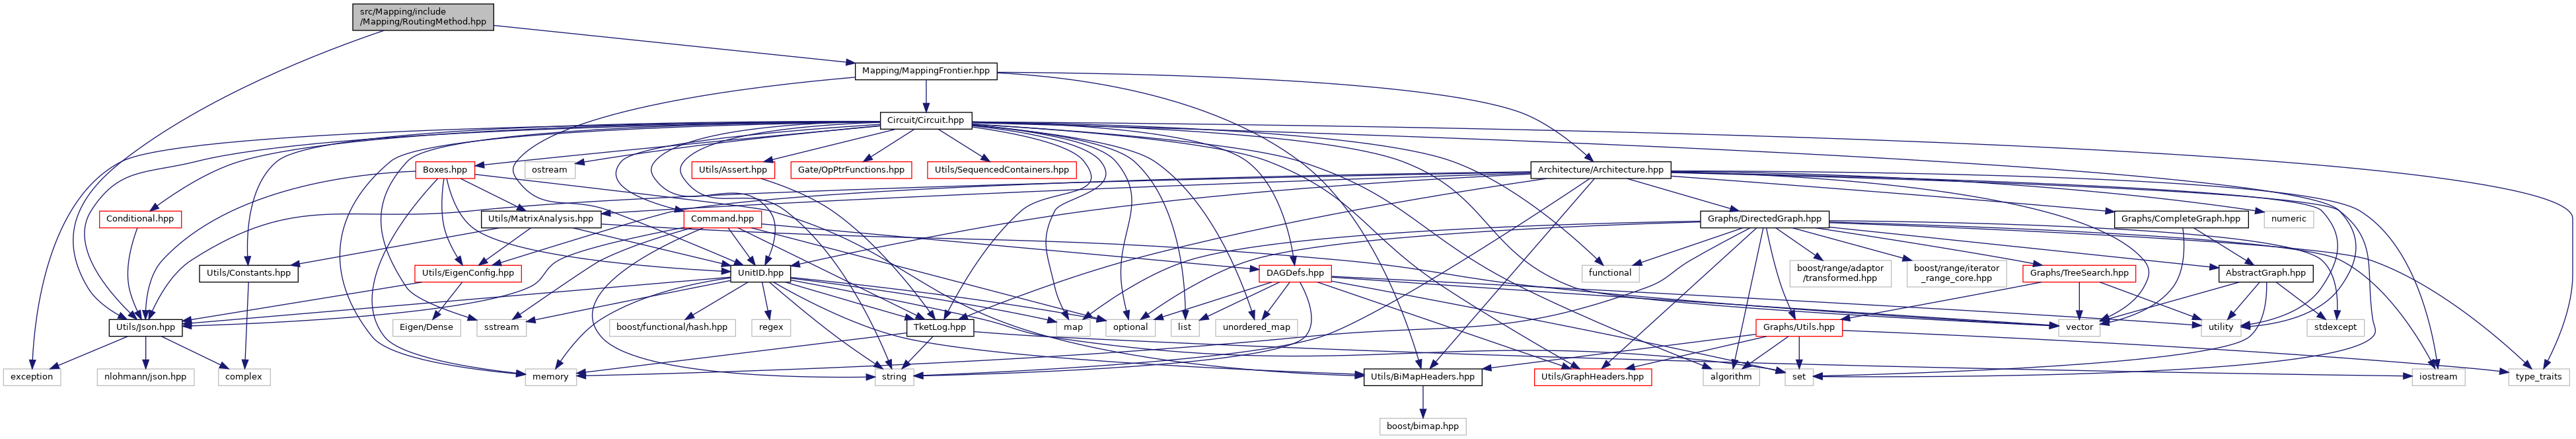 src/Mapping/include
/Mapping/RoutingMethod.hpp
Mapping/MappingFrontier.hpp
Circuit/Circuit.hpp
Boxes.hpp
ostream
Utils/Assert.hpp
Gate/OpPtrFunctions.hpp
Utils/SequencedContainers.hpp
Architecture/Architecture.hpp
Conditional.hpp
Utils/MatrixAnalysis.hpp
Command.hpp
Graphs/DirectedGraph.hpp
Graphs/CompleteGraph.hpp
numeric
Utils/Constants.hpp
Utils/EigenConfig.hpp
UnitID.hpp
DAGDefs.hpp
functional
boost/range/adaptor
/transformed.hpp
boost/range/iterator
_range_core.hpp
Graphs/TreeSearch.hpp
AbstractGraph.hpp
Utils/Json.hpp
Eigen/Dense
sstream
boost/functional/hash.hpp
regex
TketLog.hpp
map
optional
list
unordered_map
Graphs/Utils.hpp
vector
utility
stdexcept
exception
nlohmann/json.hpp
complex
memory
string
Utils/BiMapHeaders.hpp
Utils/GraphHeaders.hpp
algorithm
set
iostream
type_traits
boost/bimap.hpp